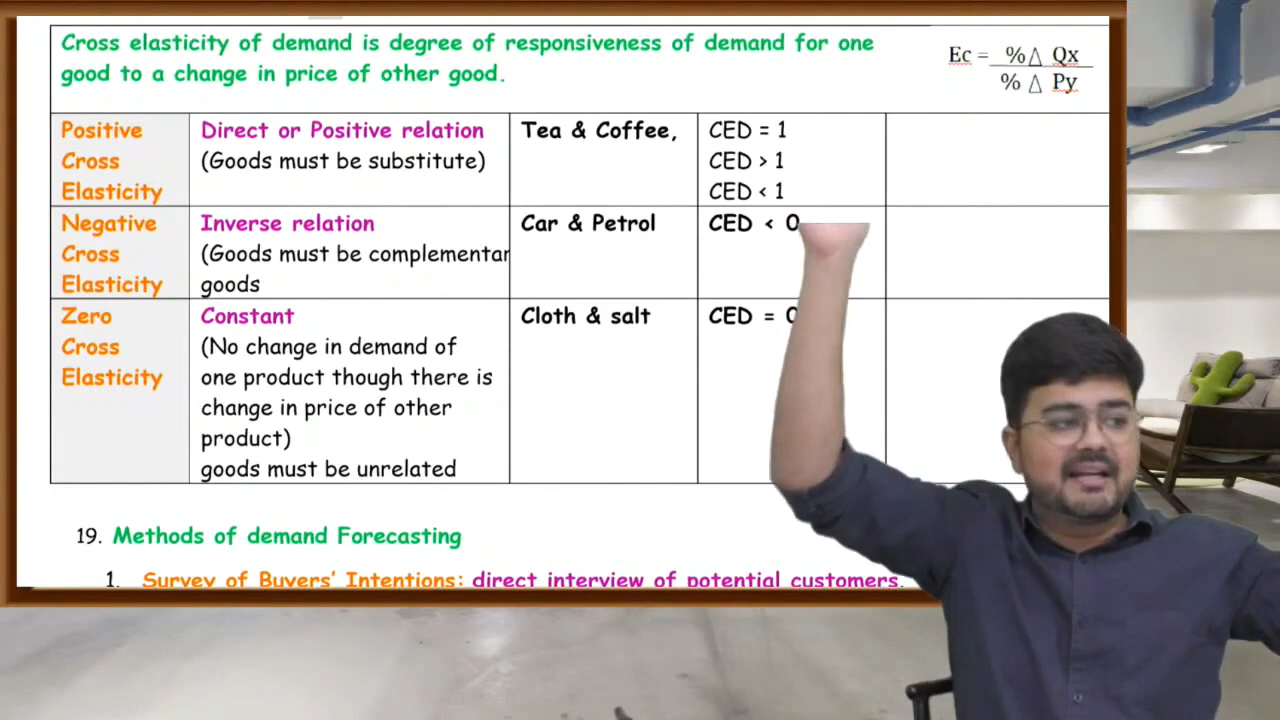 Cross elasticity of demand is degree of responsiveness of demand for one
good to a change in price of other good.
Ec = %△ Qx
%△ Py
Positive
Cross
Elasticity
Direct or Positive relation
(Goods must be substitute)
Tea & Coffee,
CED = 1
CED > 1
CED < 1
Negative
Cross
Elasticity
Inverse relation
(Goods must be complementar
goods
Car & Petrol
CED < 0
Zero
Cross
Elasticity
Constant
(No change in demand of
one product though there is
change in price of other
product)
goods must be unrelated
Cloth & salt
CED = 0
19. Methods of demand Forecasting
1. Survey of Buyers' Intentions: direct interview of potential customers.